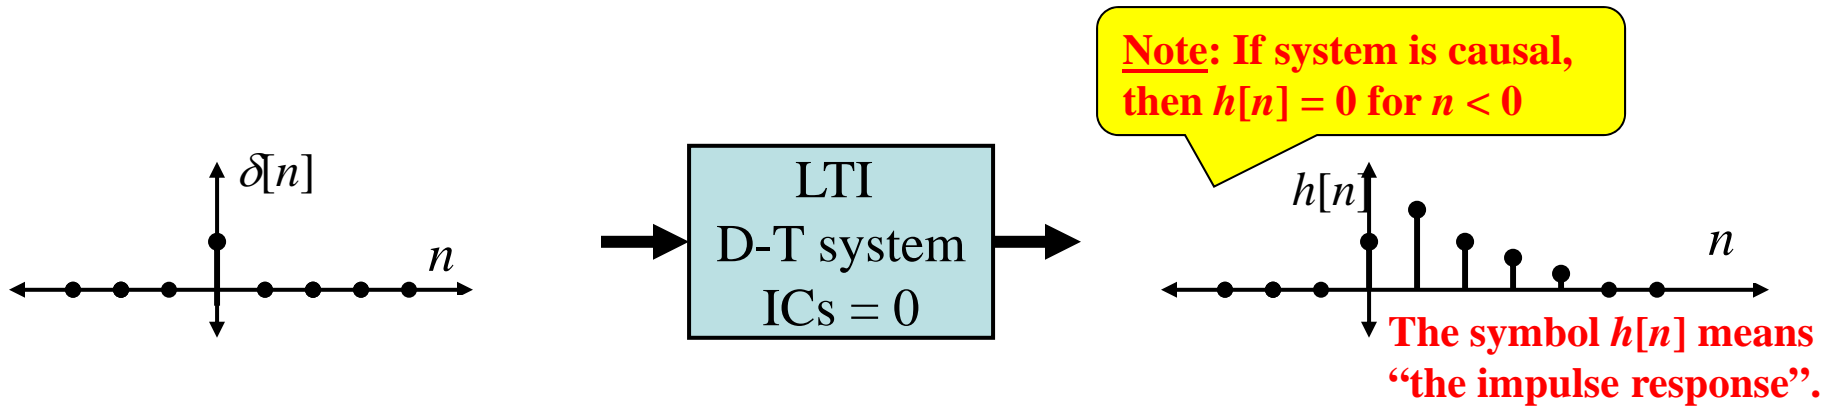 Note: If system is causal,
then h[n] = 0 for n < 0
δ[n]
n
LTI
D-T system
ICs = 0
h[n]
n
The symbol h[n] means
“the impulse response”.